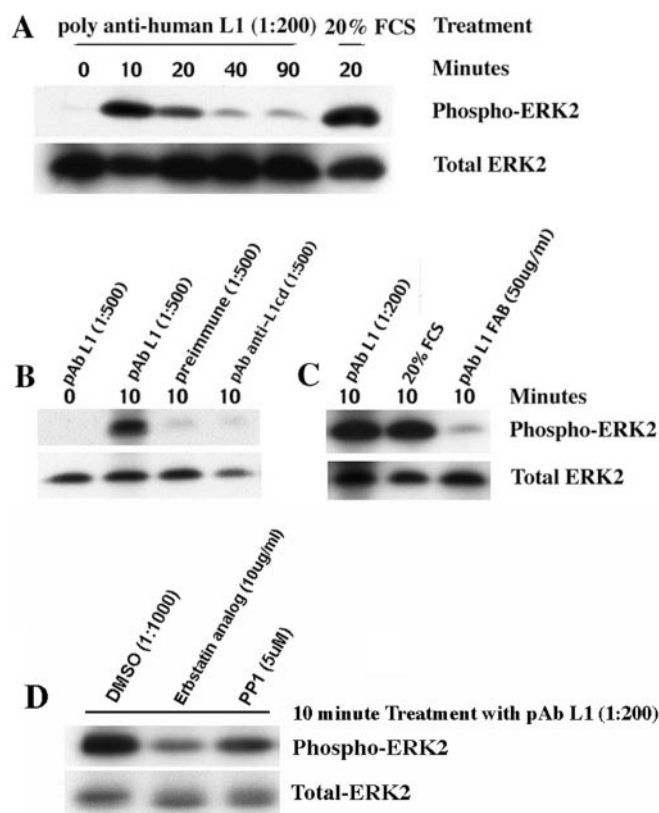 A
poly anti-human L1 (1:200) 20% FCS Treatment
0 10 20 40 90 20 Minutes
Phospho-ERK2
Total ERK2
B
pAb L1 (1:500)
pAb L1 (1:500)
preimmune (1:500)
pAb anti-L1cd (1:500)
0 10 10 10
C
pAb L1 (1:200)
20% FCS
pAb L1 FAB (50ug/ml)
10 10 10 Minutes
Phospho-ERK2
Total ERK2
D
DMSO (1:1000)
Erbstatin analog (10ug/ml)
PP1 (5uM)
10 minute Treatment with pAb L1 (1:200)
Phospho-ERK2
Total-ERK2